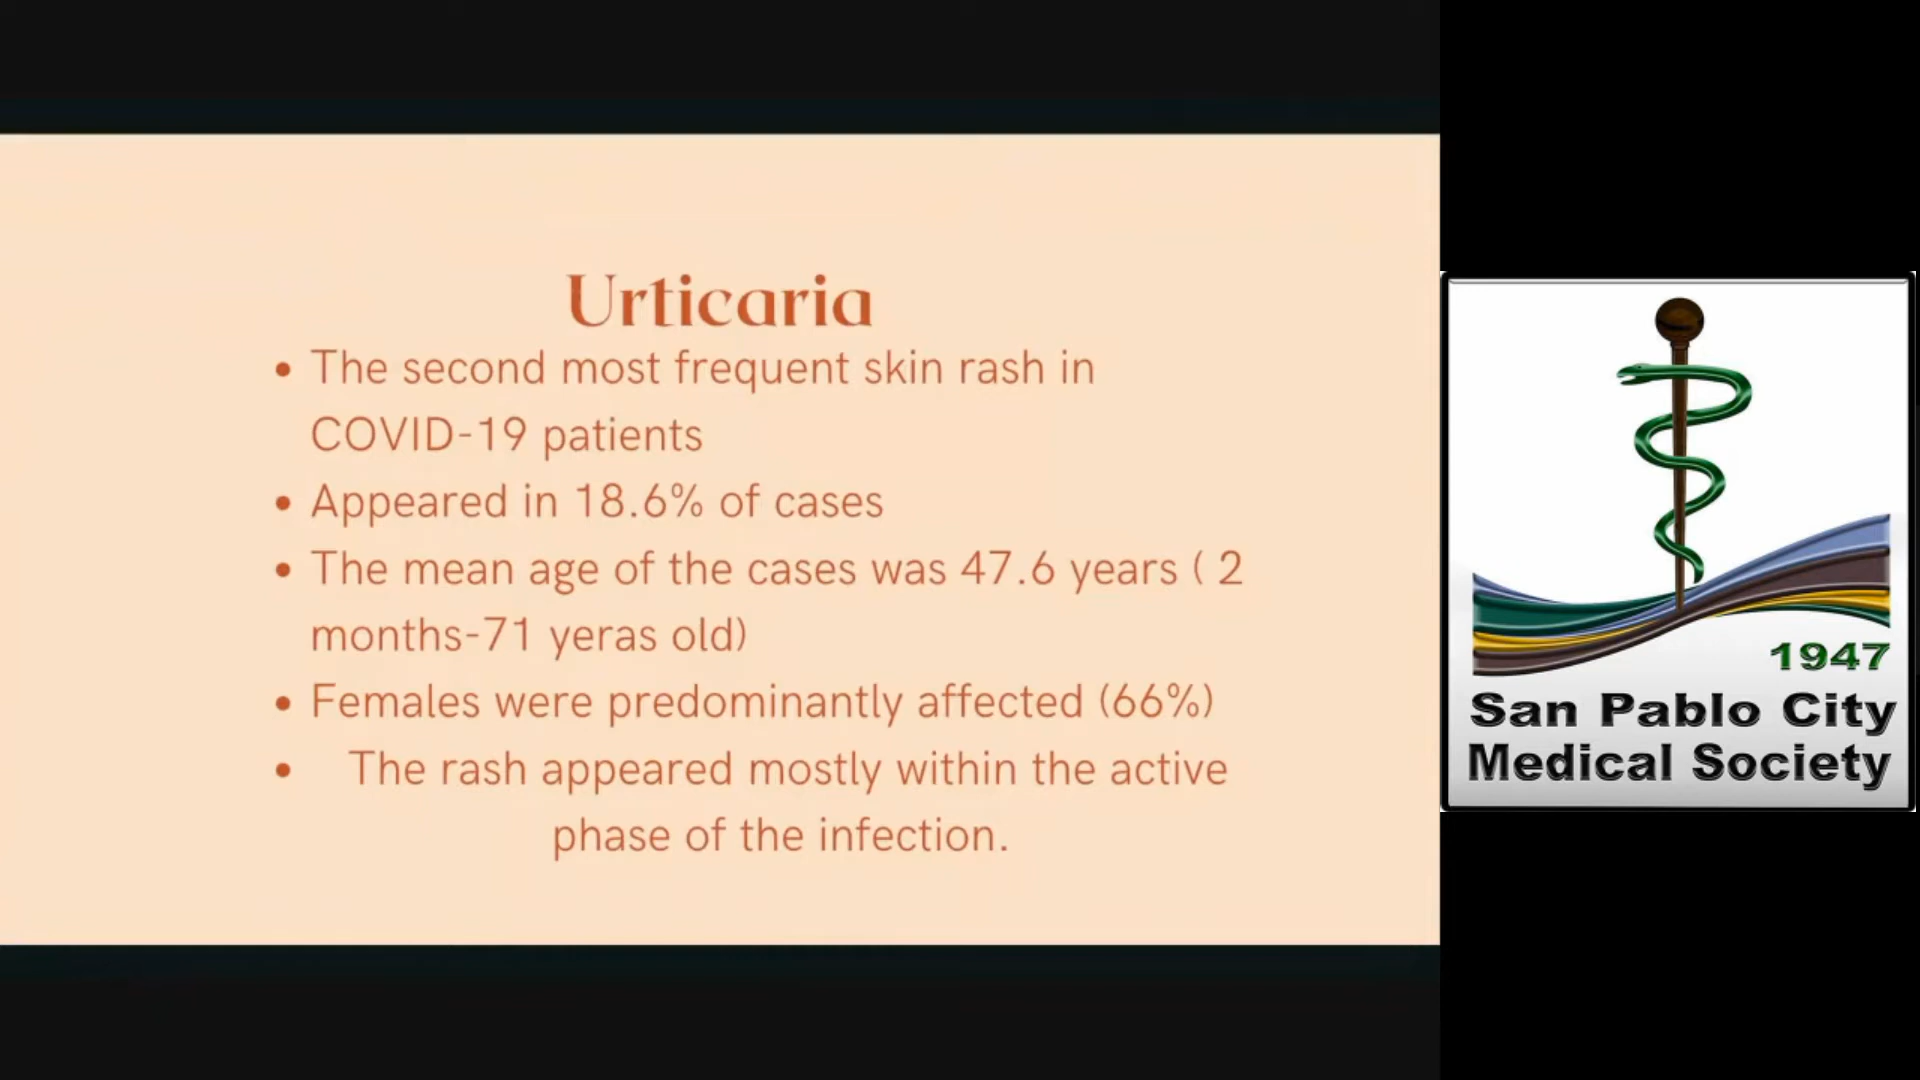 Urticaria
• The second most frequent skin rash in
COVID-19 patients
• Appeared in 18.6% of cases
• The mean age of the cases was 47.6 years ( 2
months-71 yeras old)
• Females were predominantly affected (66%)
• The rash appeared mostly within the active
phase of the infection.
1947
San Pablo City
Medical Society